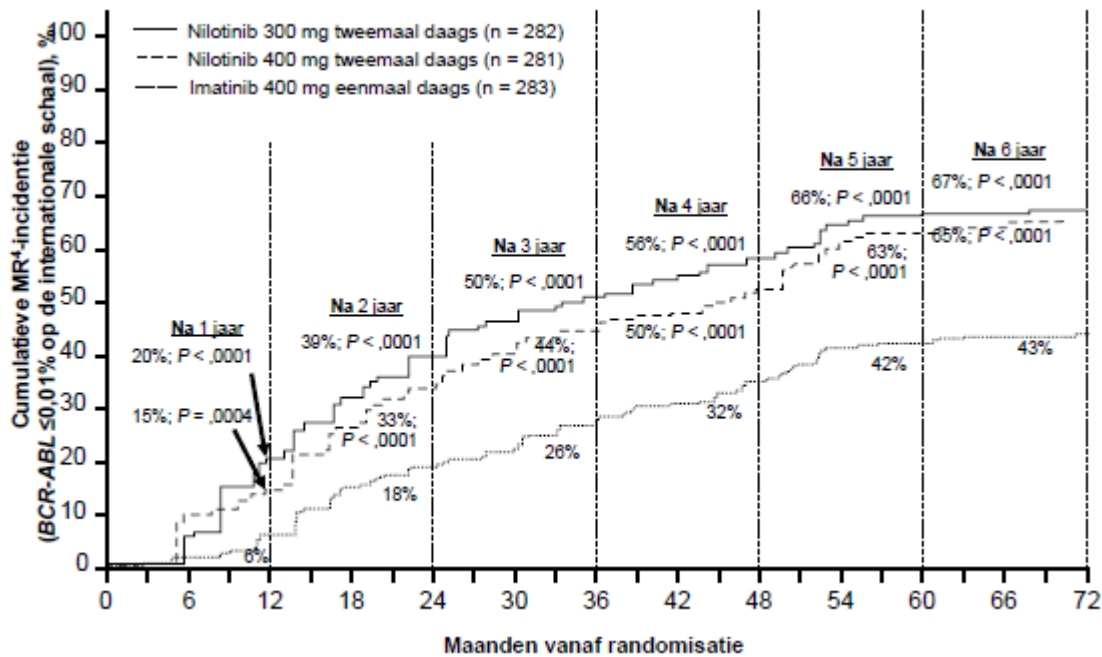 Cumulatieve MR⁴-incidentie
(BCR-ABL ≤0,01% op de internationale schaal), %
100
90
80
70
60
50
40
30
20
10
0
Nilotinib 300 mg tweemaal daags (n = 282)
Nilotinib 400 mg tweemaal daags (n = 281)
Imatinib 400 mg eenmaal daags (n = 283)
Na 1 jaar
20%; P < ,0001
15%; P = ,0004
6%
Na 2 jaar
39%; P < ,0001
33%;
P < ,0001
18%
Na 3 jaar
50%; P < ,0001
44%;
P < ,0001
26%
Na 4 jaar
56%; P < ,0001
50%; P < ,0001
32%
Na 5 jaar
66%; P < ,0001
63%;
P < ,0001
42%
Na 6 jaar
67%; P < ,0001
65%; P < ,0001
43%
0 6 12 18 24 30 36 42 48 54 60 66 72
Maanden vanaf randomisatie